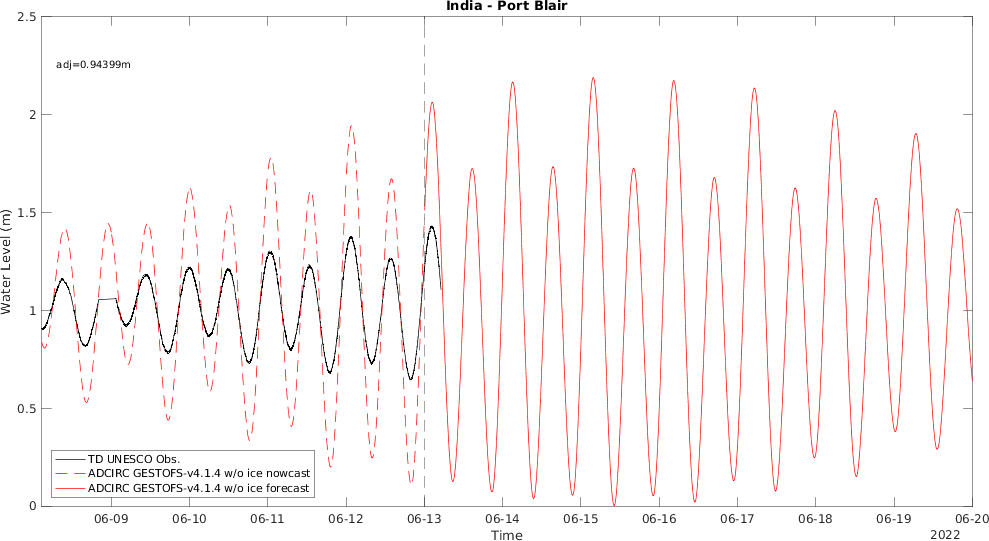 India - Port Blair
2.5
adj=0.94399m
2
1.5
1
0.5
0
Water Level (m)
TD UNESCO Obs.
ADCIRC GESTOFS-v4.1.4 w/o ice nowcast
ADCIRC GESTOFS-v4.1.4 w/o ice forecast
06-09 06-10 06-11 06-12 06-13 06-14 06-15 06-16 06-17 06-18 06-19 06-20
Time
2022